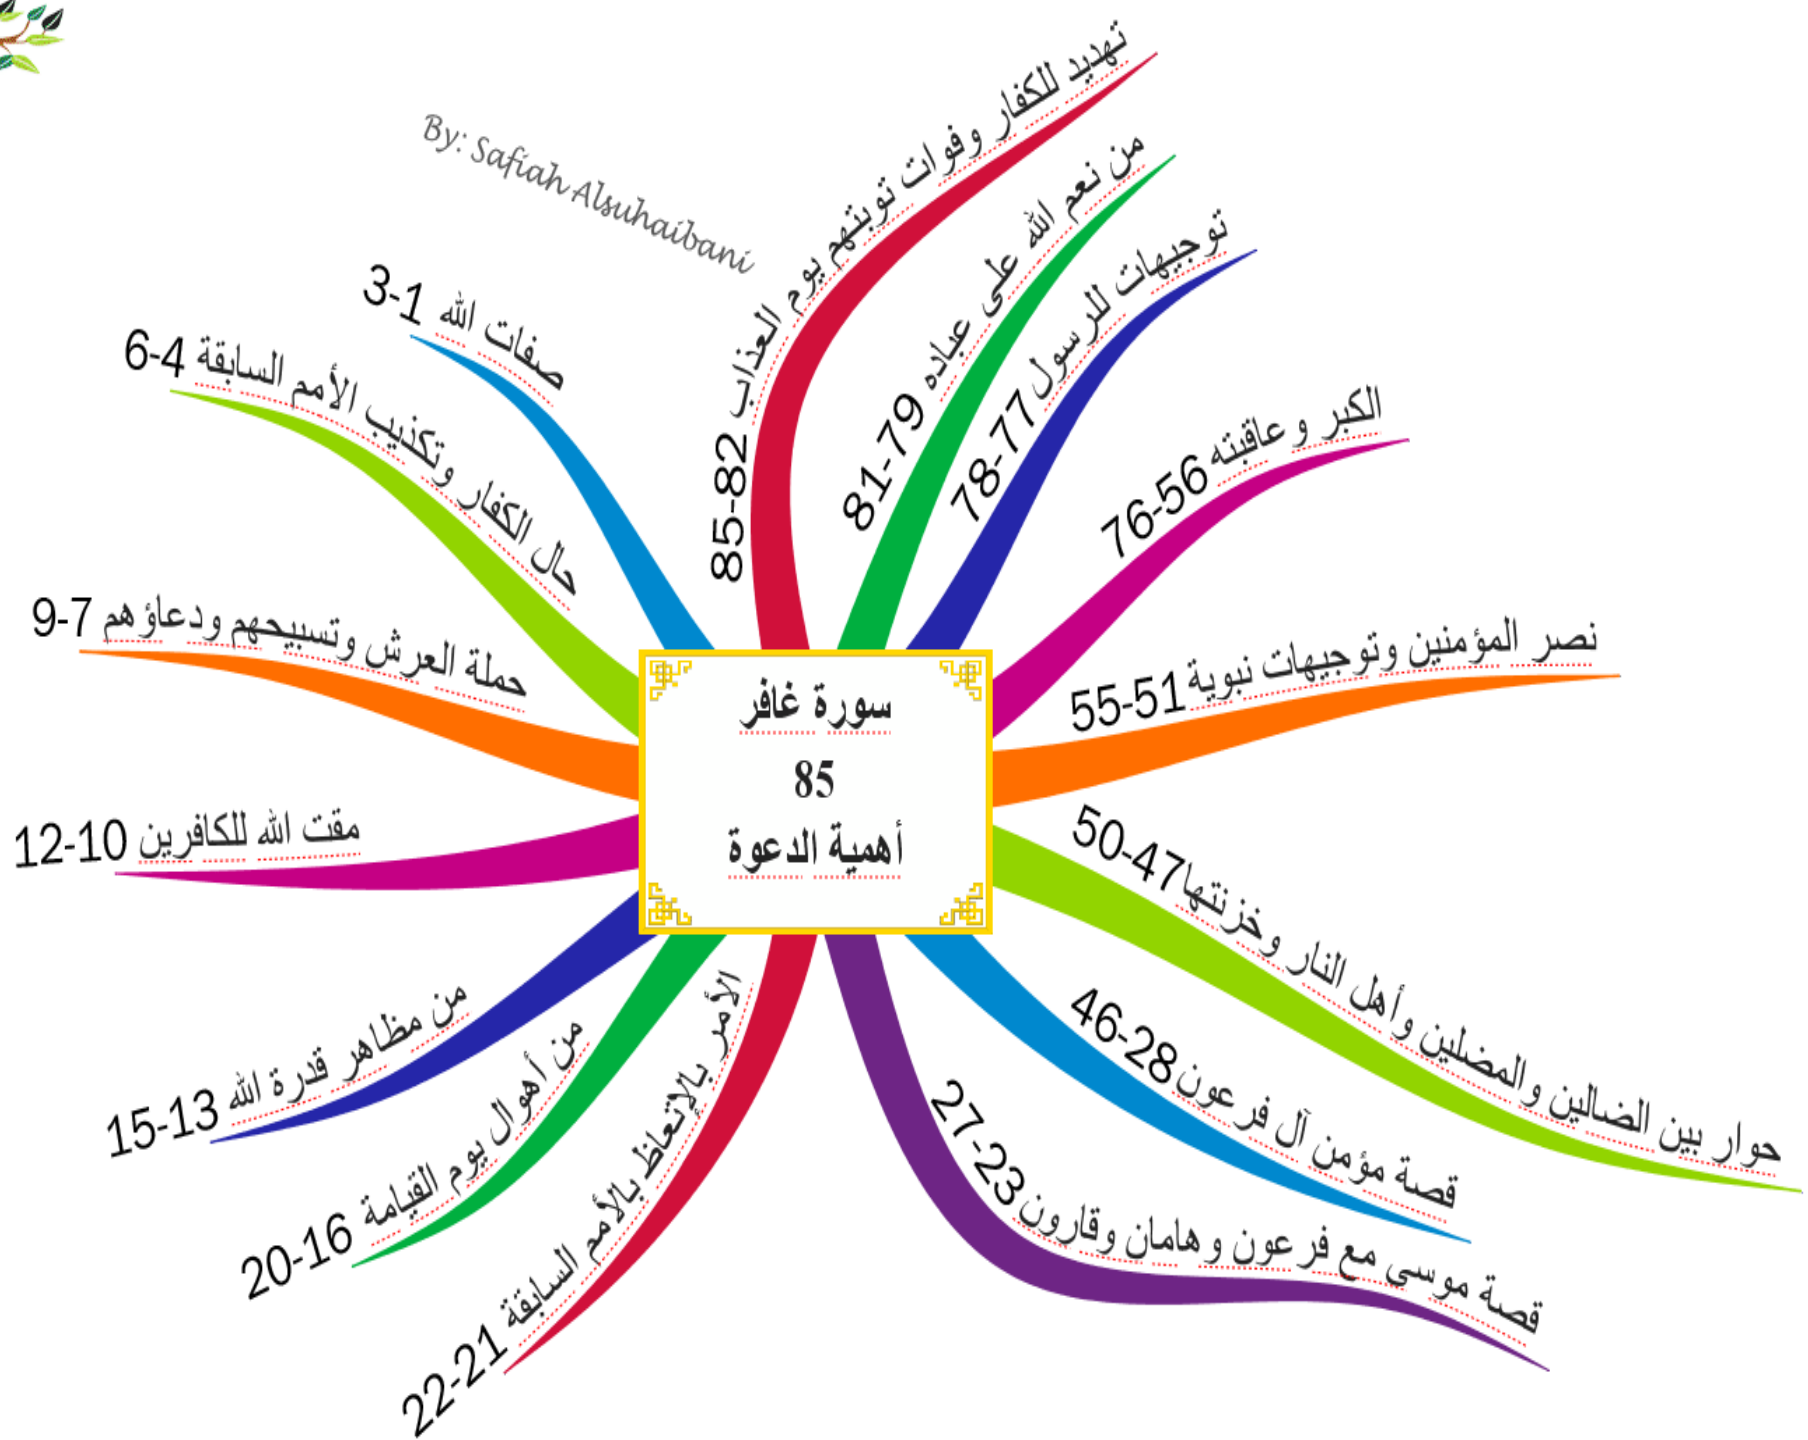 By: Safiah Alsuhaibani
سورة غافر
85
أهمية الدعوة
صفات الله 1-3
حال الكفار وتكذيب الأمم السابقة 4-6
حملة العرش وتسبيحهم ودعاؤهم 7-9
مقت الله للكافرين 10-12
من مظاهر قدرة الله 13-15
من أهوال يوم القيامة 16-20
الأمر بالإتعاظ بالأمم السابقة 21-22
قصة موسى مع فرعون وهامان وقارون 23-27
قصة مؤمن آل فرعون 28-46
حوار بين الضالين والمضلين وأهل النار وخزنتها 47-50
نصر المؤمنين وتوجيهات نبوية 51-55
الكبر وعاقبته 56-76
توجيهات للرسول 77-78
من نعم الله على عباده 79-81
تهديد للكفار وفوات توبتهم يوم العذاب 82-85